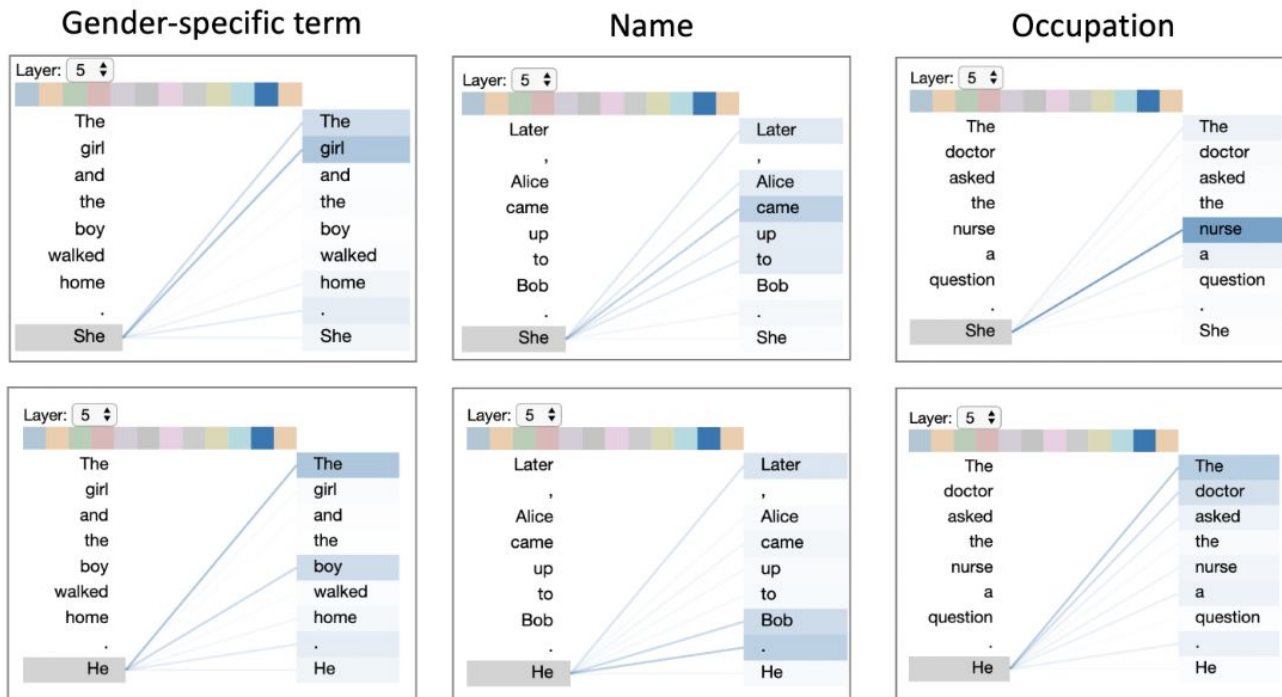 Gender-specific term Name Occupation
Layer: 5
The The
girl girl
and and
the the
boy boy
walked walked
home home
. .
She She
Layer: 5
Later Later
, ,
Alice Alice
came came
up up
to to
Bob Bob
. .
She She
Layer: 5
The The
doctor doctor
asked asked
the the
nurse nurse
a a
question question
. .
She She
Layer: 5
The The
girl girl
and and
the the
boy boy
walked walked
home home
. .
He He
Layer: 5
Later Later
, ,
Alice Alice
came came
up up
to to
Bob Bob
. .
He He
Layer: 5
The The
doctor doctor
asked asked
the the
nurse nurse
a a
question question
. .
He He